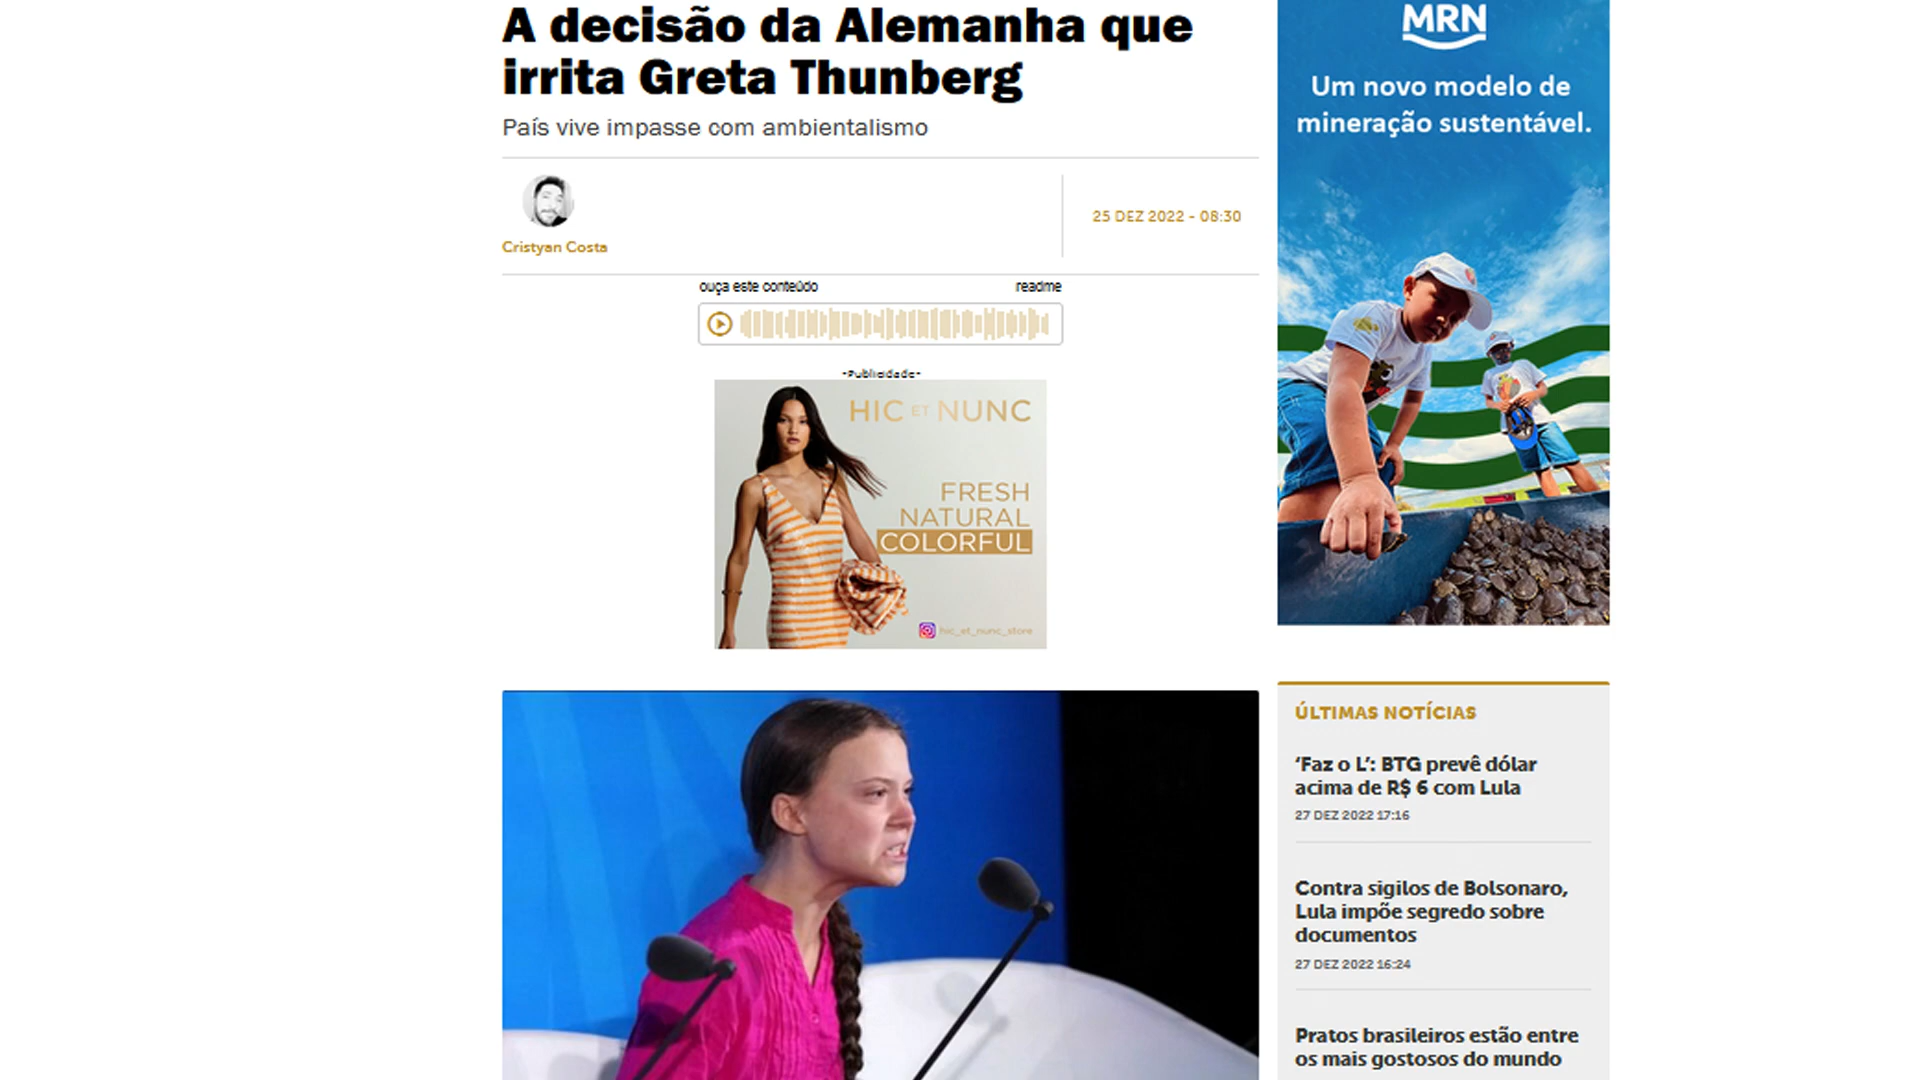 A decisão da Alemanha que
irrita Greta Thunberg
País vive impasse com ambientalismo
Cristyan Costa
25 DEZ 2022 - 08:30
ouça este conteúdo
readme
-Publicidade-
HIC ET NUNC
FRESH
NATURAL
COLORFUL
hic_et_nunc_store
MRN
Um novo modelo de
mineração sustentável.
ÚLTIMAS NOTÍCIAS
‘Faz o L’: BTG prevê dólar
acima de R$ 6 com Lula
27 DEZ 2022 17:16
Contra sigilos de Bolsonaro,
Lula impõe segredo sobre
documentos
27 DEZ 2022 16:24
Pratos brasileiros estão entre
os mais gostosos do mundo